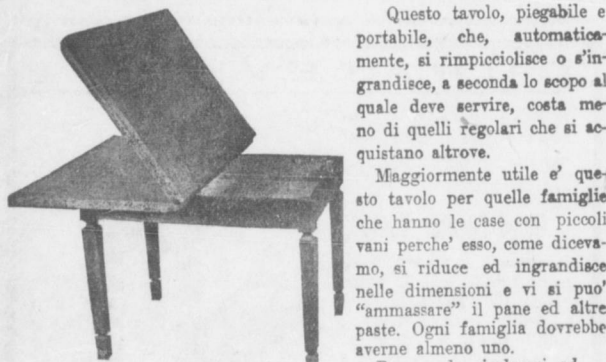 Questo tavolo, piegabile e
portabile, che, automatica-
mente, si rimpicciolisce o s'in-
grandisce, a seconda lo scopo al
quale deve servire, costa me-
no di quelli regolari che si ac-
quistano altrove.
Maggiormente utile e' que-
sto tavolo per quelle famiglie
che hanno le case con piccoli
vani perche' esso, come diceva-
mo, si riduce ed ingrandisce
nelle dimensioni e vi si puo'
"ammassare" il pane ed altre
paste. Ogni famiglia dovrebbe
averne almeno uno.